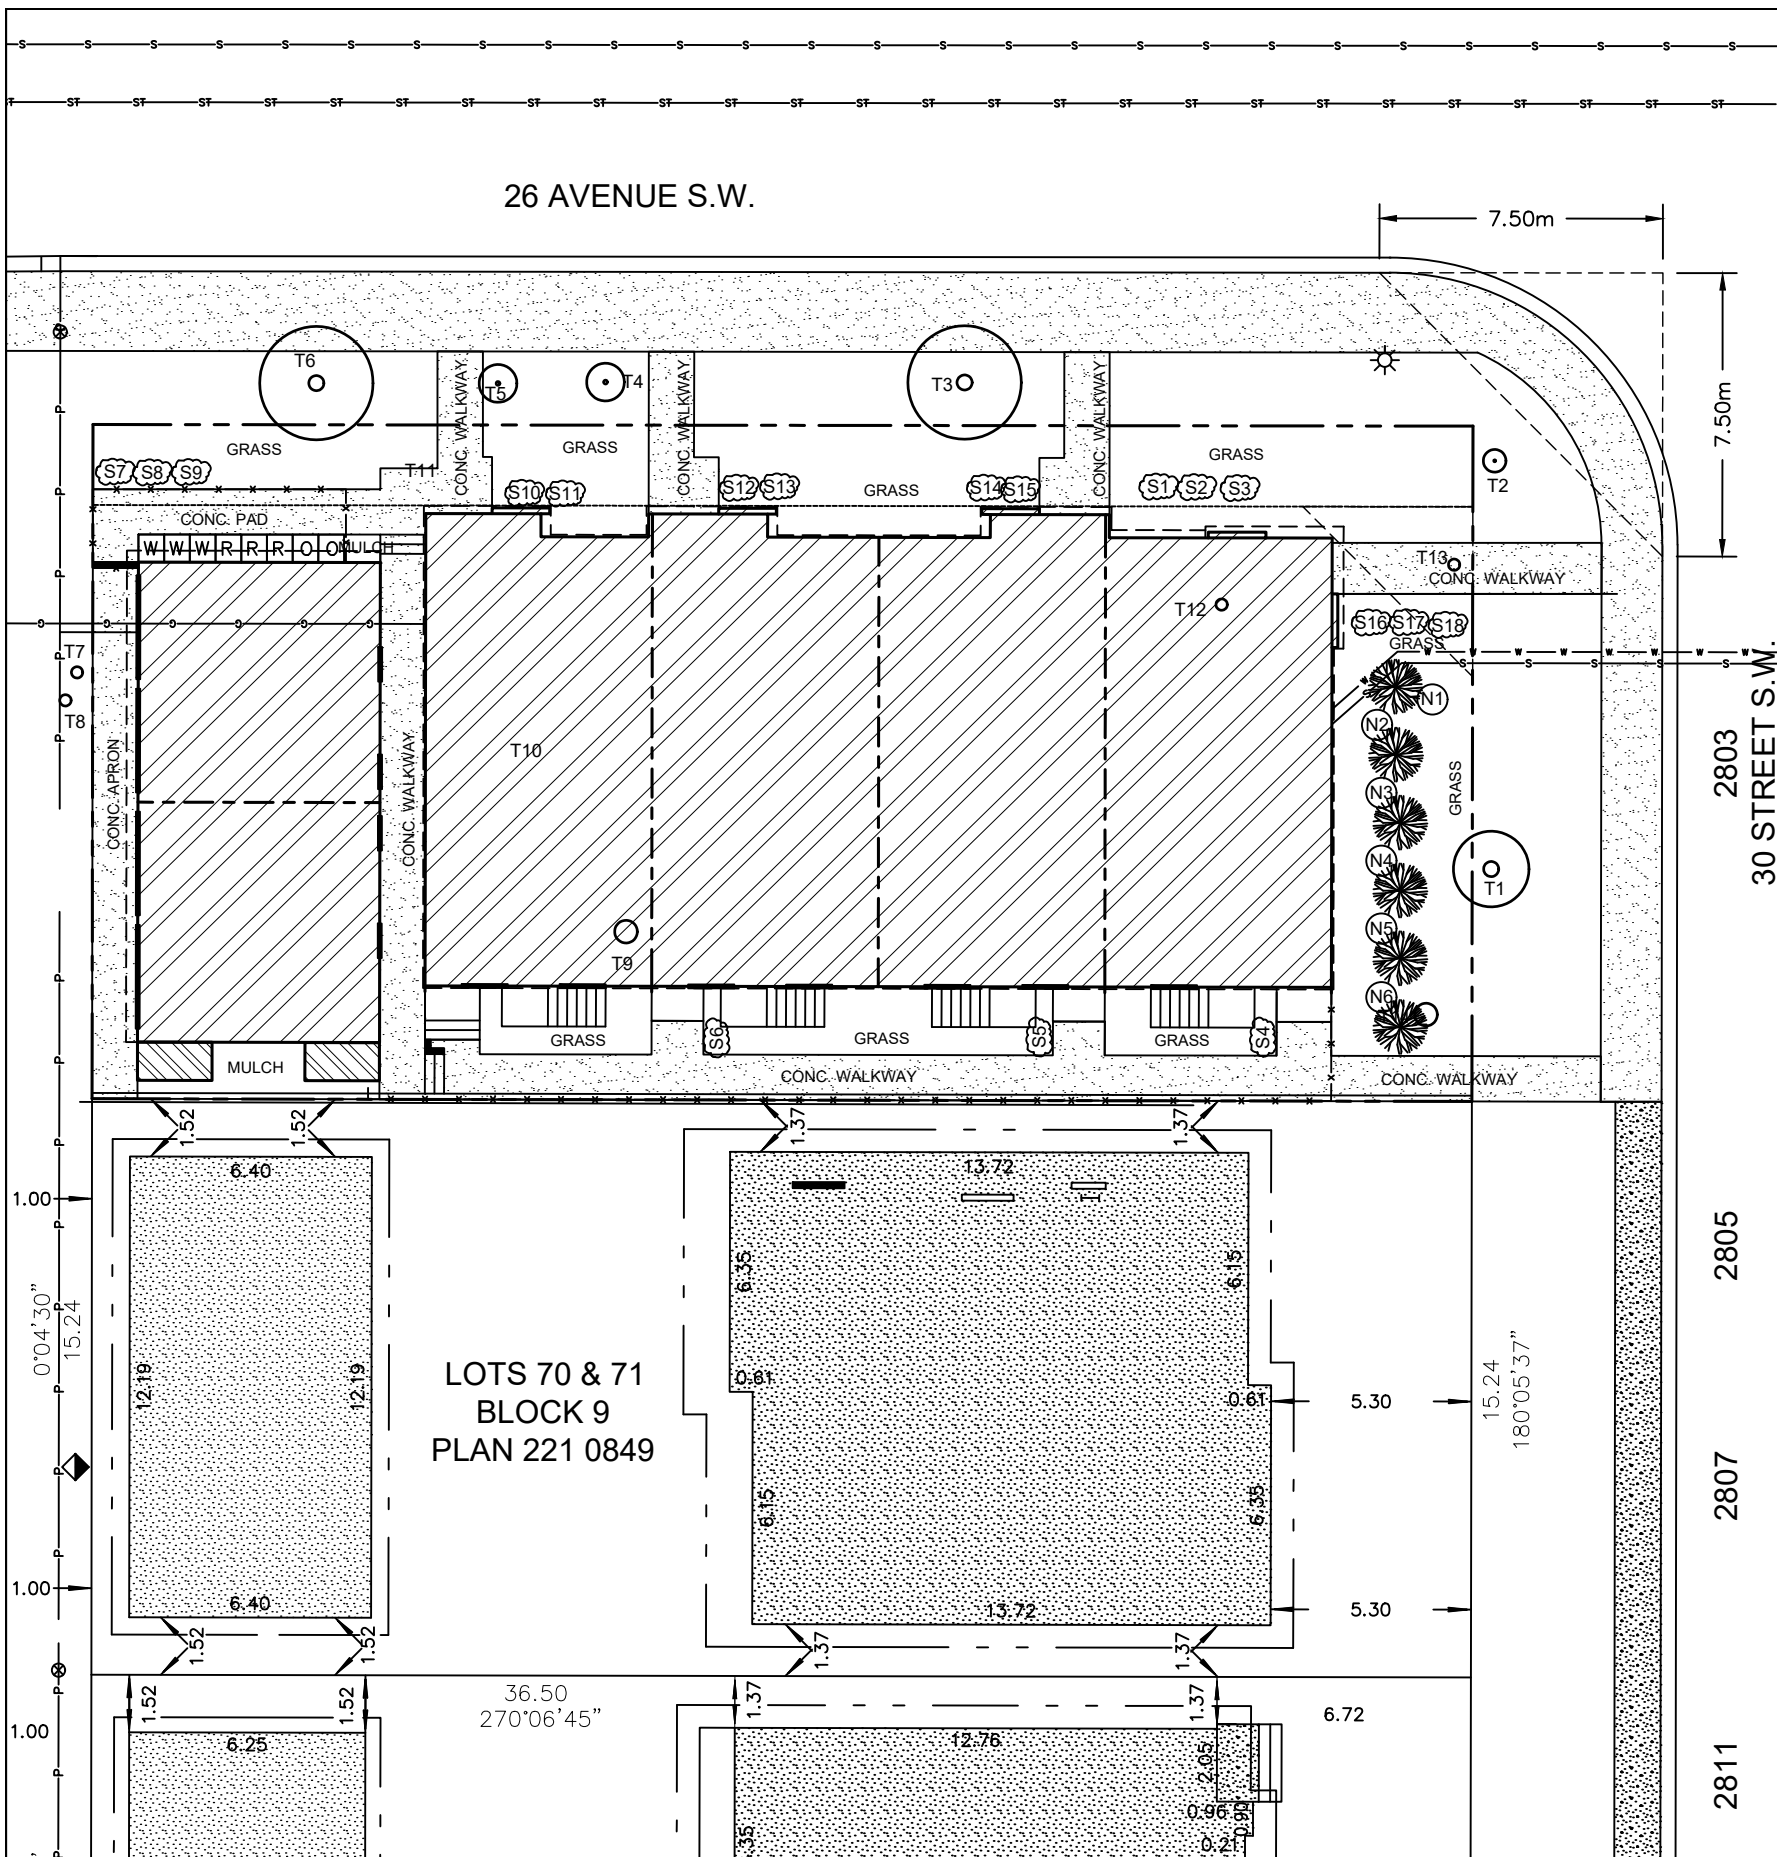 26 AVENUE S.W.
7.50m
7.50m
T6
T5
T4
T3
T2
CONC. WALKWAY
CONC. WALKWAY
CONC. WALKWAY
GRASS
T11
GRASS
GRASS
GRASS
S7 S8 S9
S10 S11
S12 S13
S14 S15
S1 S2 S3
CONC. PAD
W W W R R R O O MULCH
T13
CONC. WALKWAY
T12
S16 S17 S18
GRASS
T7
T8
N1
N2
N3
N4
N5
N6
T10
T9
T1
GRASS
CONC. APRON
CONC. WALKWAY
2803
30 STREET S.W.
GRASS
S6
GRASS
S5
GRASS
S4
MULCH
CONC. WALKWAY
CONC. WALKWAY
1.52
1.52
1.37
1.37
6.40
13.72
1.00
6.35
6.15
2805
0°04'30"
15.24
12.19
12.19
LOTS 70 & 71
BLOCK 9
PLAN 221 0849
0.61
0.61
5.30
15.24
180°05'37"
6.15
6.35
2807
1.00
6.40
13.72
5.30
1.52
1.52
1.37
1.37
1.52
1.52
36.50
270°06'45"
1.37
1.37
6.72
1.00
6.25
12.76
2.05
0.96
0.90
0.21
2811